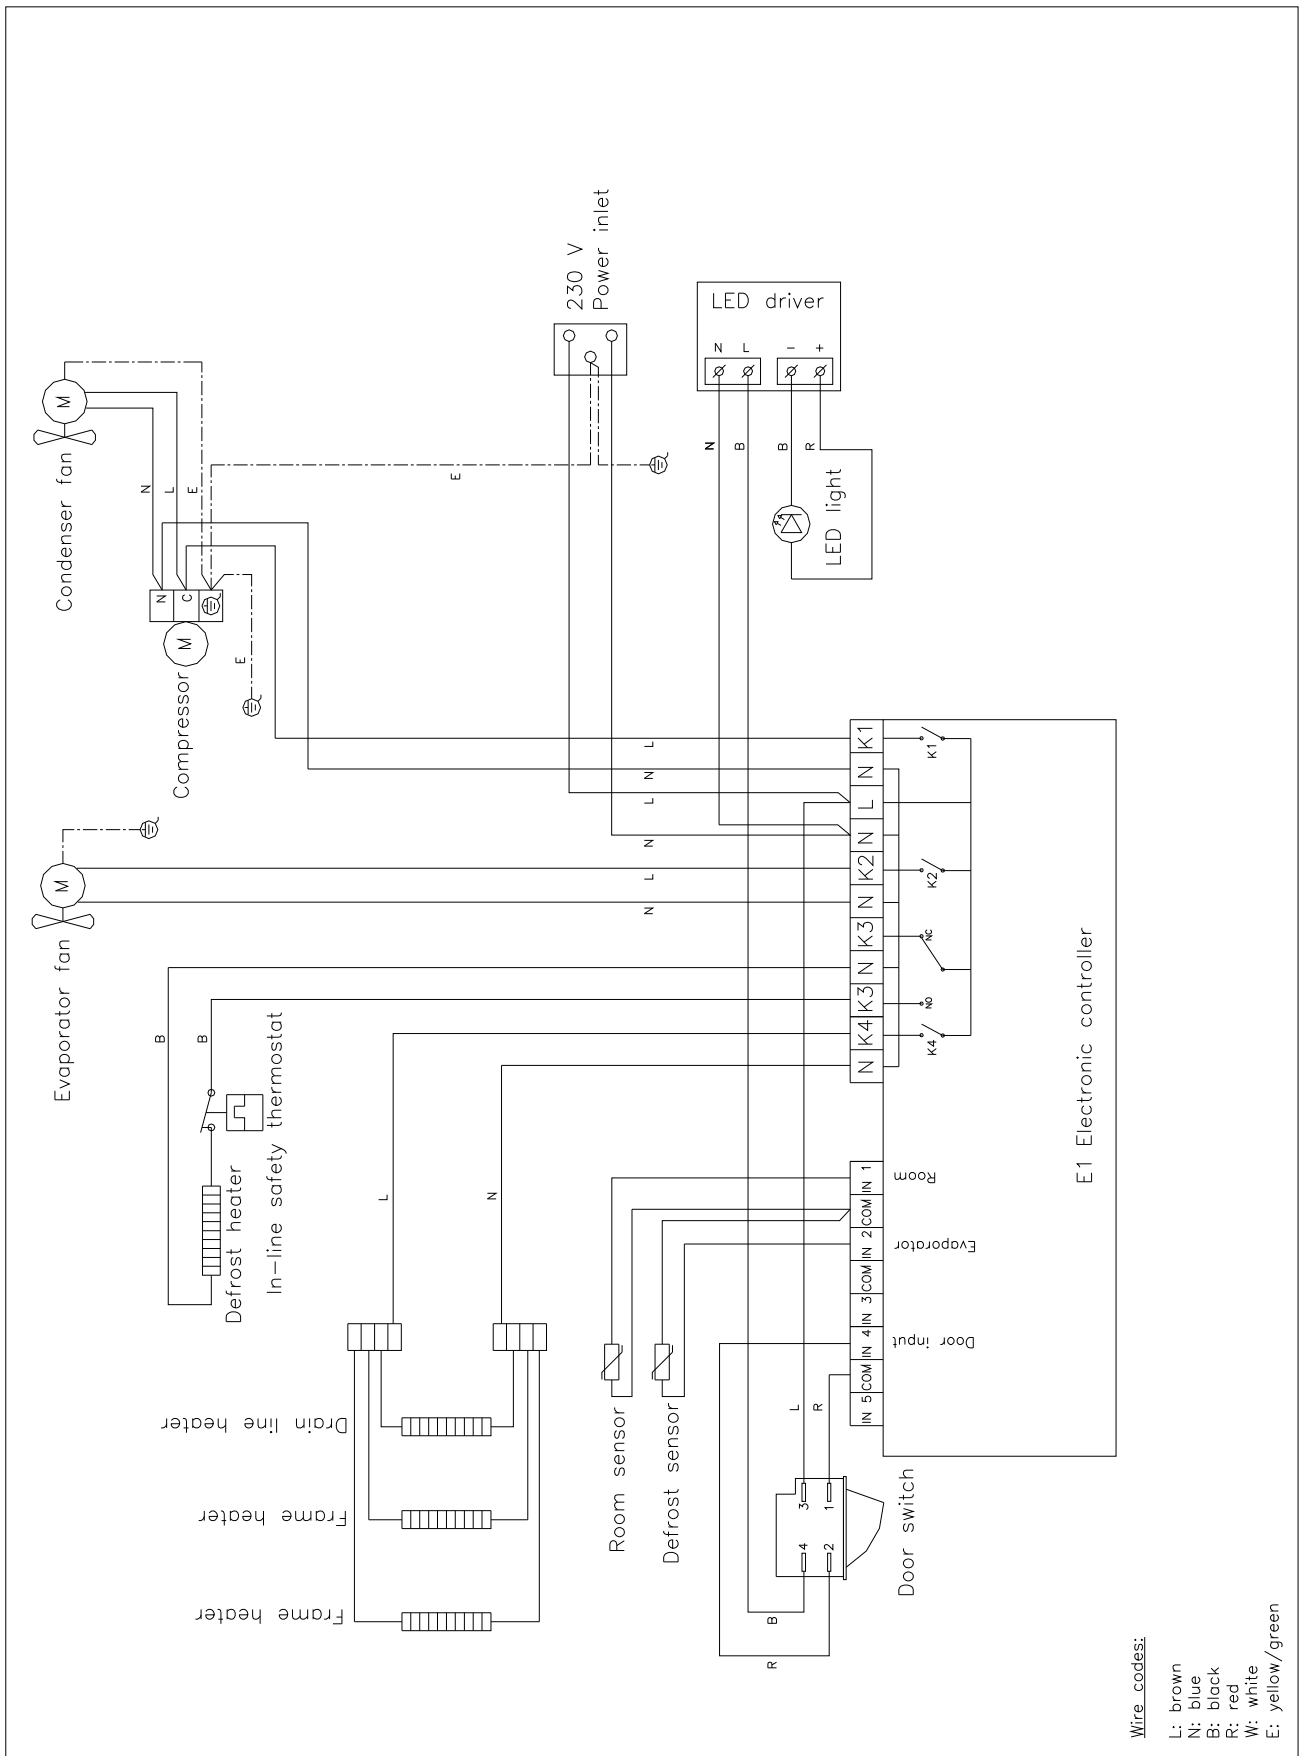 Condenser fan
M
N
L
E
N
C
M
Compressor
E
E
230 V
Power inlet
LED driver
N
L
-
+
N
B
B
R
LED light
Evaporator fan
M
L
N
L
N
L
N
K1
N
L
N
K2
N
K3
N
K3
K4
N
K1
K2
NC
NO
K4
E1 Electronic controller
B
B
In-line safety thermostat
Defrost heater
L
N
Drain line heater
Frame heater
Frame heater
Room sensor
Defrost sensor
IN 1
COM
IN 2
COM
IN 3
IN 4
COM
IN 5
Room
Evaporator
Door input
L
R
3
1
4
2
Door switch
B
R
Wire codes:
L: brown
N: blue
B: black
R: red
W: white
E: yellow/green